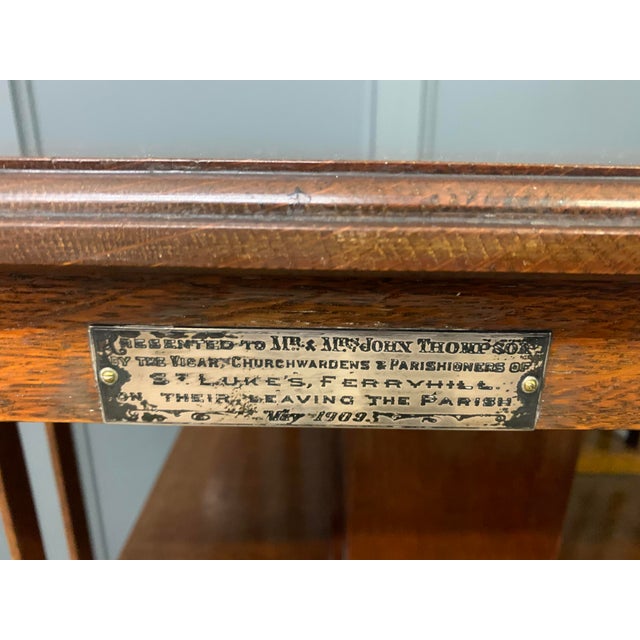 PRESENTED TO MR. & MRS. JOHN THOMPSON
BY THE VICAR, CHURCHWARDENS & PARISHIONERS OF
ST. LUKE'S, FERRYHILL.
ON THEIR LEAVING THE PARISH
May 1909.